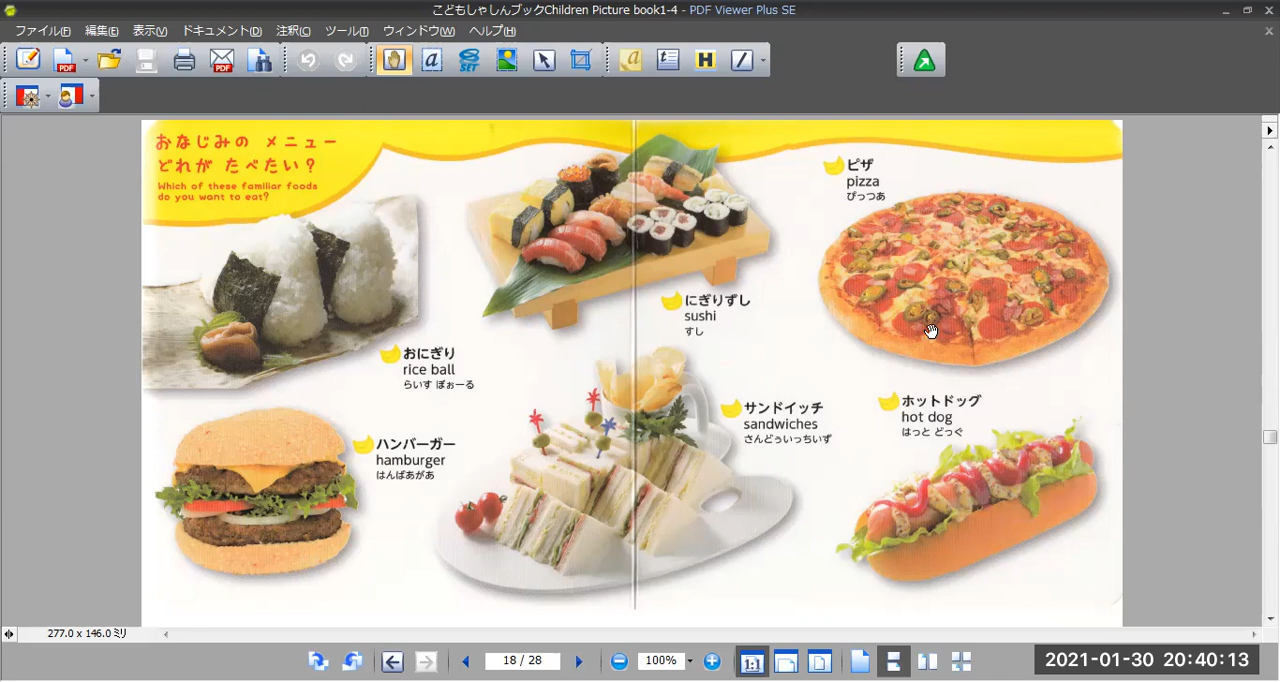 こどもしゃしんブックChildren Picture book1-4 - PDF Viewer Plus SE
ファイル(F) 編集(E) 表示(V) ドキュメント(D) 注釈(C) ツール(T) ウィンドウ(W) ヘルプ(H)
おなじみの メニュー
どれが たべたい?
Which of these familiar foods
do you want to eat?
ピザ
pizza
ぴっつあ
にぎりずし
sushi
すし
おにぎり
rice ball
らいす ぼぉーる
サンドイッチ
sandwiches
さんどぅいっちいず
ホットドッグ
hot dog
はっと どっぐ
ハンバーガー
hamburger
はんばあがあ
277.0 x 146.0 ミリ
18 / 28
100%
2021-01-30 20:40:13